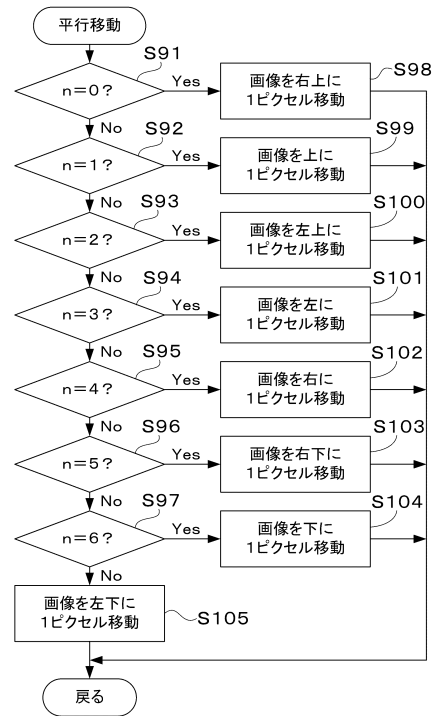 平行移動
S91
n=0?
Yes
画像を右上に
1ピクセル移動
S98
No
S92
n=1?
Yes
画像を上に
1ピクセル移動
S99
No
S93
n=2?
Yes
画像を左上に
1ピクセル移動
S100
No
S94
n=3?
Yes
画像を左に
1ピクセル移動
S101
No
S95
n=4?
Yes
画像を右に
1ピクセル移動
S102
No
S96
n=5?
Yes
画像を右下に
1ピクセル移動
S103
No
S97
n=6?
Yes
画像を下に
1ピクセル移動
S104
No
画像を左下に
1ピクセル移動
S105
戻る